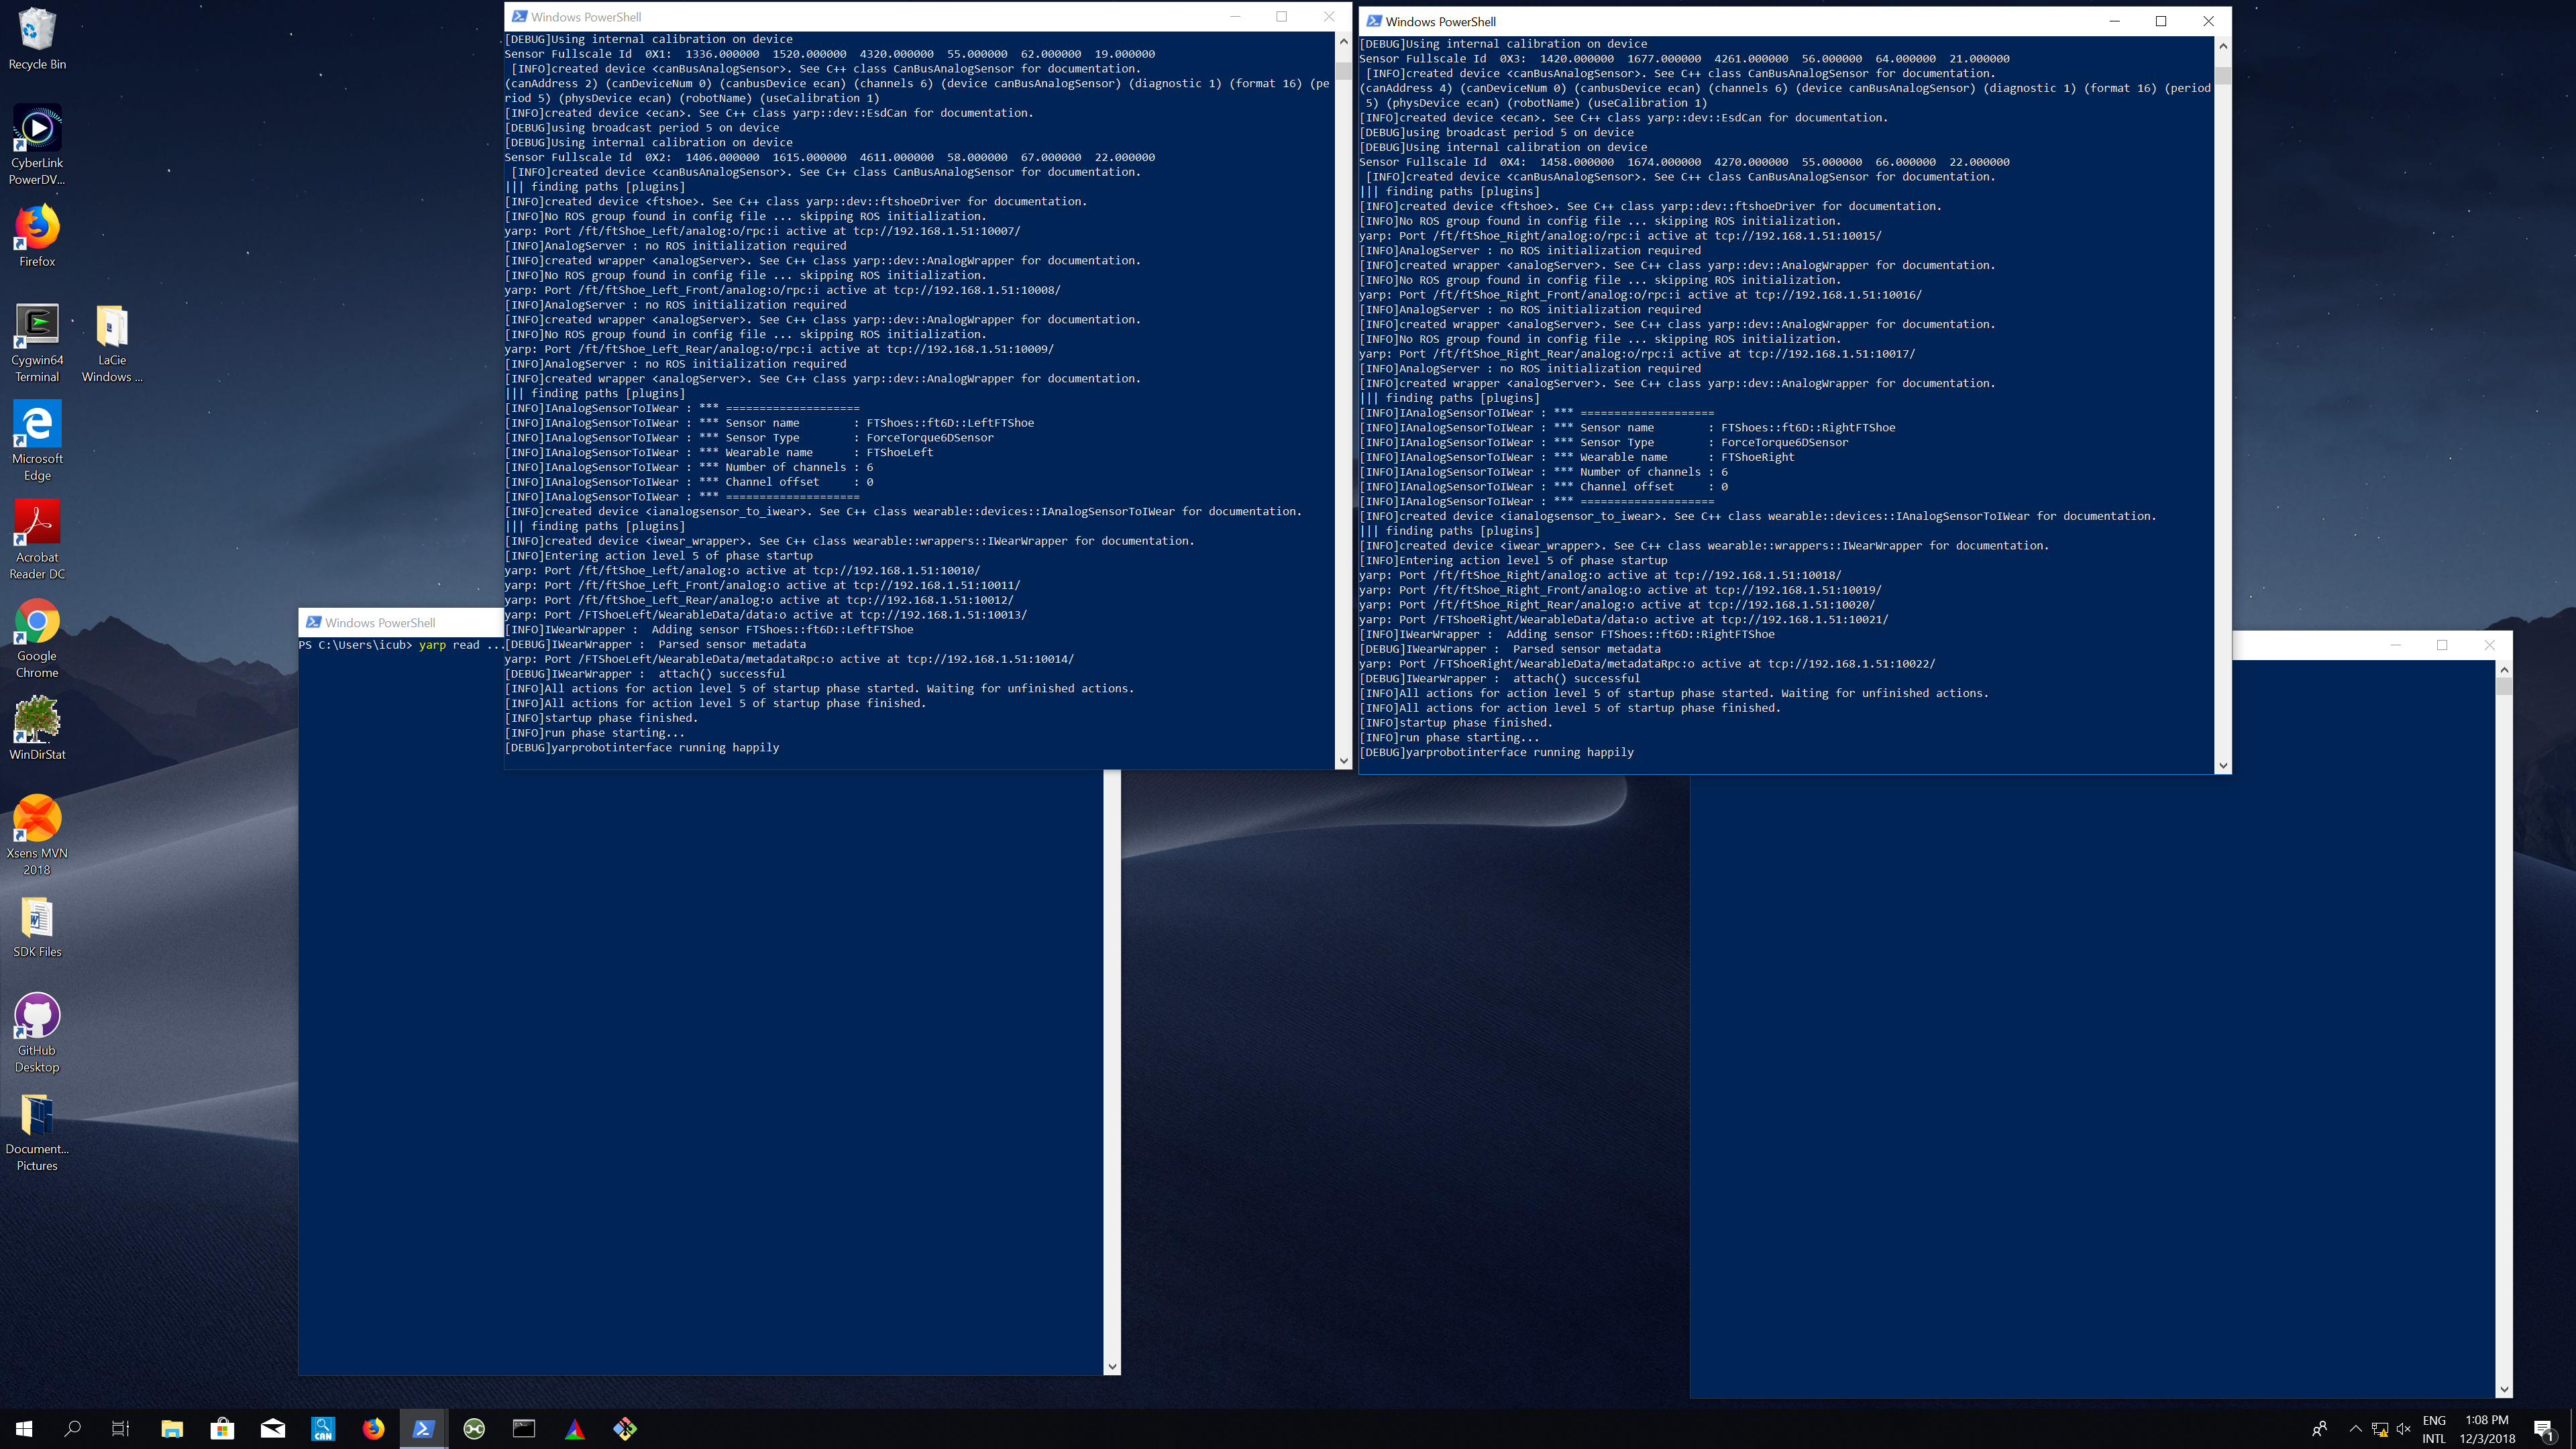 Recycle Bin
CyberLink
PowerDV...
Firefox
Cygwin64
Terminal
LaCie
Windows ...
Microsoft
Edge
Acrobat
Reader DC
Google
Chrome
WinDirStat
Xsens MVN
2018
SDK Files
GitHub
Desktop
Document...
Pictures
Windows PowerShell
PS C:\Users\icub> yarp read ...
Windows PowerShell
[DEBUG]Using internal calibration on device
Sensor Fullscale Id  0X1:  1336.000000  1520.000000  4320.000000  55.000000  62.000000  19.000000
[INFO]created device <canBusAnalogSensor>. See C++ class CanBusAnalogSensor for documentation.
(canAddress 2) (canDeviceNum 0) (canbusDevice ecan) (channels 6) (device canBusAnalogSensor) (diagnostic 1) (format 16) (pe
riod 5) (physDevice ecan) (robotName) (useCalibration 1)
[INFO]created device <ecan>. See C++ class yarp::dev::EsdCan for documentation.
[DEBUG]using broadcast period 5 on device
[DEBUG]Using internal calibration on device
Sensor Fullscale Id  0X2:  1406.000000  1615.000000  4611.000000  58.000000  67.000000  22.000000
[INFO]created device <canBusAnalogSensor>. See C++ class CanBusAnalogSensor for documentation.
||| finding paths [plugins]
[INFO]created device <ftshoe>. See C++ class yarp::dev::ftshoeDriver for documentation.
[INFO]No ROS group found in config file ... skipping ROS initialization.
yarp: Port /ft/ftShoe_Left/analog:o/rpc:i active at tcp://192.168.1.51:10007/
[INFO]AnalogServer : no ROS initialization required
[INFO]created wrapper <analogServer>. See C++ class yarp::dev::AnalogWrapper for documentation.
[INFO]No ROS group found in config file ... skipping ROS initialization.
yarp: Port /ft/ftShoe_Left_Front/analog:o/rpc:i active at tcp://192.168.1.51:10008/
[INFO]AnalogServer : no ROS initialization required
[INFO]created wrapper <analogServer>. See C++ class yarp::dev::AnalogWrapper for documentation.
[INFO]No ROS group found in config file ... skipping ROS initialization.
yarp: Port /ft/ftShoe_Left_Rear/analog:o/rpc:i active at tcp://192.168.1.51:10009/
[INFO]AnalogServer : no ROS initialization required
[INFO]created wrapper <analogServer>. See C++ class yarp::dev::AnalogWrapper for documentation.
||| finding paths [plugins]
[INFO]IAnalogSensorToIWear : *** ====================
[INFO]IAnalogSensorToIWear : *** Sensor name        : FTShoes::ft6D::LeftFTShoe
[INFO]IAnalogSensorToIWear : *** Sensor Type        : ForceTorque6DSensor
[INFO]IAnalogSensorToIWear : *** Wearable name      : FTShoeLeft
[INFO]IAnalogSensorToIWear : *** Number of channels : 6
[INFO]IAnalogSensorToIWear : *** Channel offset     : 0
[INFO]IAnalogSensorToIWear : *** ====================
[INFO]created device <ianalogsensor_to_iwear>. See C++ class wearable::devices::IAnalogSensorToIWear for documentation.
||| finding paths [plugins]
[INFO]created device <iwear_wrapper>. See C++ class wearable::wrappers::IWearWrapper for documentation.
[INFO]Entering action level 5 of phase startup
yarp: Port /ft/ftShoe_Left/analog:o active at tcp://192.168.1.51:10010/
yarp: Port /ft/ftShoe_Left_Front/analog:o active at tcp://192.168.1.51:10011/
yarp: Port /ft/ftShoe_Left_Rear/analog:o active at tcp://192.168.1.51:10012/
yarp: Port /FTShoeLeft/WearableData/data:o active at tcp://192.168.1.51:10013/
[INFO]IWearWrapper :  Adding sensor FTShoes::ft6D::LeftFTShoe
[DEBUG]IWearWrapper :  Parsed sensor metadata
yarp: Port /FTShoeLeft/WearableData/metadataRpc:o active at tcp://192.168.1.51:10014/
[DEBUG]IWearWrapper :  attach() successful
[INFO]All actions for action level 5 of startup phase started. Waiting for unfinished actions.
[INFO]All actions for action level 5 of startup phase finished.
[INFO]startup phase finished.
[INFO]run phase starting...
[DEBUG]yarprobotinterface running happily
Windows PowerShell
[DEBUG]Using internal calibration on device
Sensor Fullscale Id  0X3:  1420.000000  1677.000000  4261.000000  56.000000  64.000000  21.000000
[INFO]created device <canBusAnalogSensor>. See C++ class CanBusAnalogSensor for documentation.
(canAddress 4) (canDeviceNum 0) (canbusDevice ecan) (channels 6) (device canBusAnalogSensor) (diagnostic 1) (format 16) (period
5) (physDevice ecan) (robotName) (useCalibration 1)
[INFO]created device <ecan>. See C++ class yarp::dev::EsdCan for documentation.
[DEBUG]using broadcast period 5 on device
[DEBUG]Using internal calibration on device
Sensor Fullscale Id  0X4:  1458.000000  1674.000000  4270.000000  55.000000  66.000000  22.000000
[INFO]created device <canBusAnalogSensor>. See C++ class CanBusAnalogSensor for documentation.
||| finding paths [plugins]
[INFO]created device <ftshoe>. See C++ class yarp::dev::ftshoeDriver for documentation.
[INFO]No ROS group found in config file ... skipping ROS initialization.
yarp: Port /ft/ftShoe_Right/analog:o/rpc:i active at tcp://192.168.1.51:10015/
[INFO]AnalogServer : no ROS initialization required
[INFO]created wrapper <analogServer>. See C++ class yarp::dev::AnalogWrapper for documentation.
[INFO]No ROS group found in config file ... skipping ROS initialization.
yarp: Port /ft/ftShoe_Right_Front/analog:o/rpc:i active at tcp://192.168.1.51:10016/
[INFO]AnalogServer : no ROS initialization required
[INFO]created wrapper <analogServer>. See C++ class yarp::dev::AnalogWrapper for documentation.
[INFO]No ROS group found in config file ... skipping ROS initialization.
yarp: Port /ft/ftShoe_Right_Rear/analog:o/rpc:i active at tcp://192.168.1.51:10017/
[INFO]AnalogServer : no ROS initialization required
[INFO]created wrapper <analogServer>. See C++ class yarp::dev::AnalogWrapper for documentation.
||| finding paths [plugins]
[INFO]IAnalogSensorToIWear : *** ====================
[INFO]IAnalogSensorToIWear : *** Sensor name        : FTShoes::ft6D::RightFTShoe
[INFO]IAnalogSensorToIWear : *** Sensor Type        : ForceTorque6DSensor
[INFO]IAnalogSensorToIWear : *** Wearable name      : FTShoeRight
[INFO]IAnalogSensorToIWear : *** Number of channels : 6
[INFO]IAnalogSensorToIWear : *** Channel offset     : 0
[INFO]IAnalogSensorToIWear : *** ====================
[INFO]created device <ianalogsensor_to_iwear>. See C++ class wearable::devices::IAnalogSensorToIWear for documentation.
||| finding paths [plugins]
[INFO]created device <iwear_wrapper>. See C++ class wearable::wrappers::IWearWrapper for documentation.
[INFO]Entering action level 5 of phase startup
yarp: Port /ft/ftShoe_Right/analog:o active at tcp://192.168.1.51:10018/
yarp: Port /ft/ftShoe_Right_Front/analog:o active at tcp://192.168.1.51:10019/
yarp: Port /ft/ftShoe_Right_Rear/analog:o active at tcp://192.168.1.51:10020/
yarp: Port /FTShoeRight/WearableData/data:o active at tcp://192.168.1.51:10021/
[INFO]IWearWrapper :  Adding sensor FTShoes::ft6D::RightFTShoe
[DEBUG]IWearWrapper :  Parsed sensor metadata
yarp: Port /FTShoeRight/WearableData/metadataRpc:o active at tcp://192.168.1.51:10022/
[DEBUG]IWearWrapper :  attach() successful
[INFO]All actions for action level 5 of startup phase started. Waiting for unfinished actions.
[INFO]All actions for action level 5 of startup phase finished.
[INFO]startup phase finished.
[INFO]run phase starting...
[DEBUG]yarprobotinterface running happily
CAN
ENG
INTL
1:08 PM
12/3/2018
1